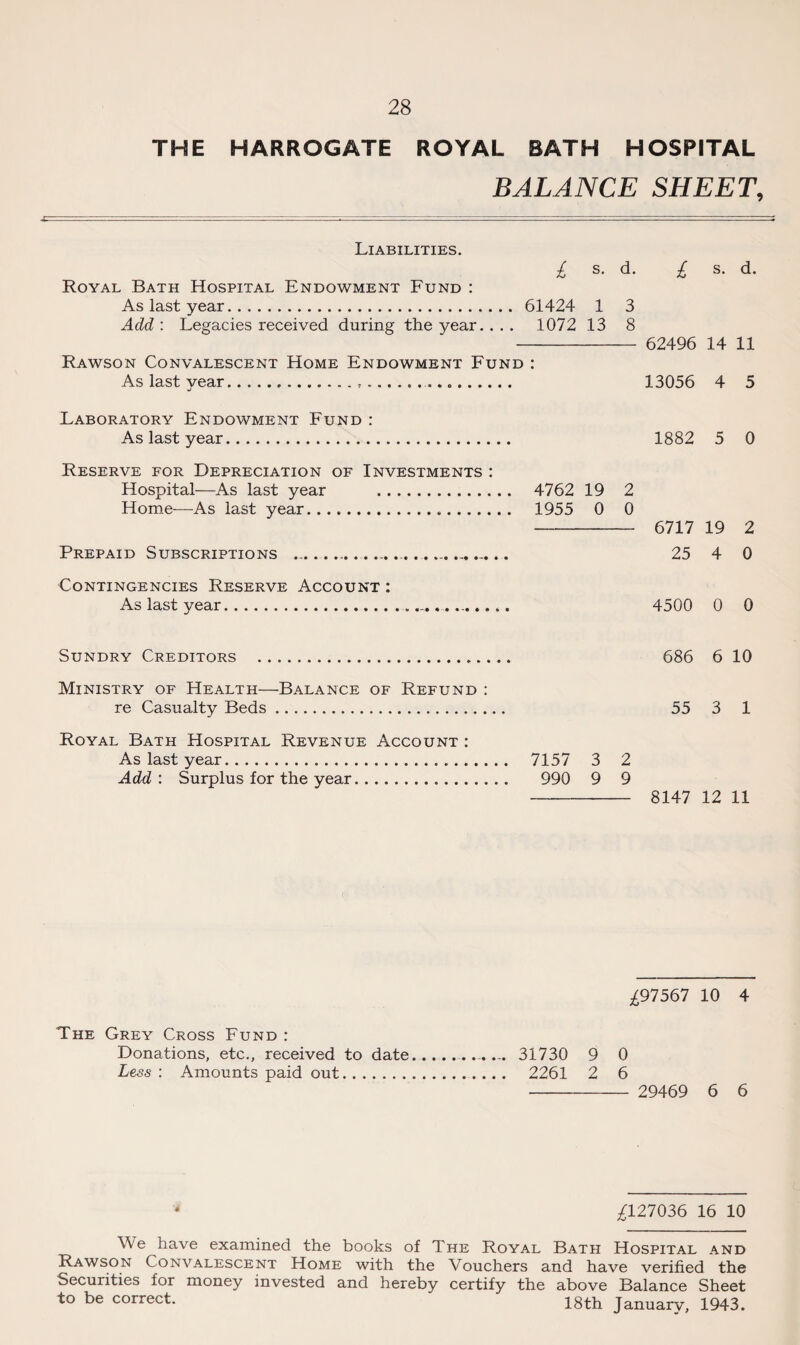 28
THE HARROGATE ROYAL BATH HOSPITAL
BALANCE SHEET,
LIABILITIES.
£ s. d. £ s. d.
ROYAL BATH HOSPITAL ENDOWMENT FUND :
As last year.............................. 61424 1 3
Add : Legacies received during the year.... 1072 13 8
62496 14 11
RAWSON CONVALESCENT HOME ENDOWMENT FUND :
As last year.............................. 13056 4 5
LABORATORY ENDOWMENT FUND :
As last year.............................. 1882 5 0
RESERVE FOR DEPRECIATION OF INVESTMENTS :
Hospital—As last year .............. 4762 19 2
Home—As last year..................... 1955 0 0
6717 19 2
PREPAID SUBSCRIPTIONS ...................... 25 4 0
CONTINGENCIES RESERVE ACCOUNT :
As last year.............................. 4500 0 0
SUNDRY CREDITORS .......................... 686 6 10
MINISTRY OF HEALTH—BALANCE OF REFUND :
re Casualty Beds........................ 55 3 1
ROYAL BATH HOSPITAL REVENUE ACCOUNT :
As last year.............................. 7157 3 2
Add : Surplus for the year................ 990 9 9
8147 12 11
£97567 10 4
THE GREY CROSS FUND :
Donations, etc., received to date.......... 31730 9 0
Less : Amounts paid out.................. 2261 2 6
29469 6 6
£127036 16 10
We have examined the books of THE ROYAL BATH HOSPITAL AND
RAWSON CONVALESCENT HOME with the Vouchers and have verified the
Securities for money invested and hereby certify the above Balance Sheet
to be correct. 18th January, 1943.